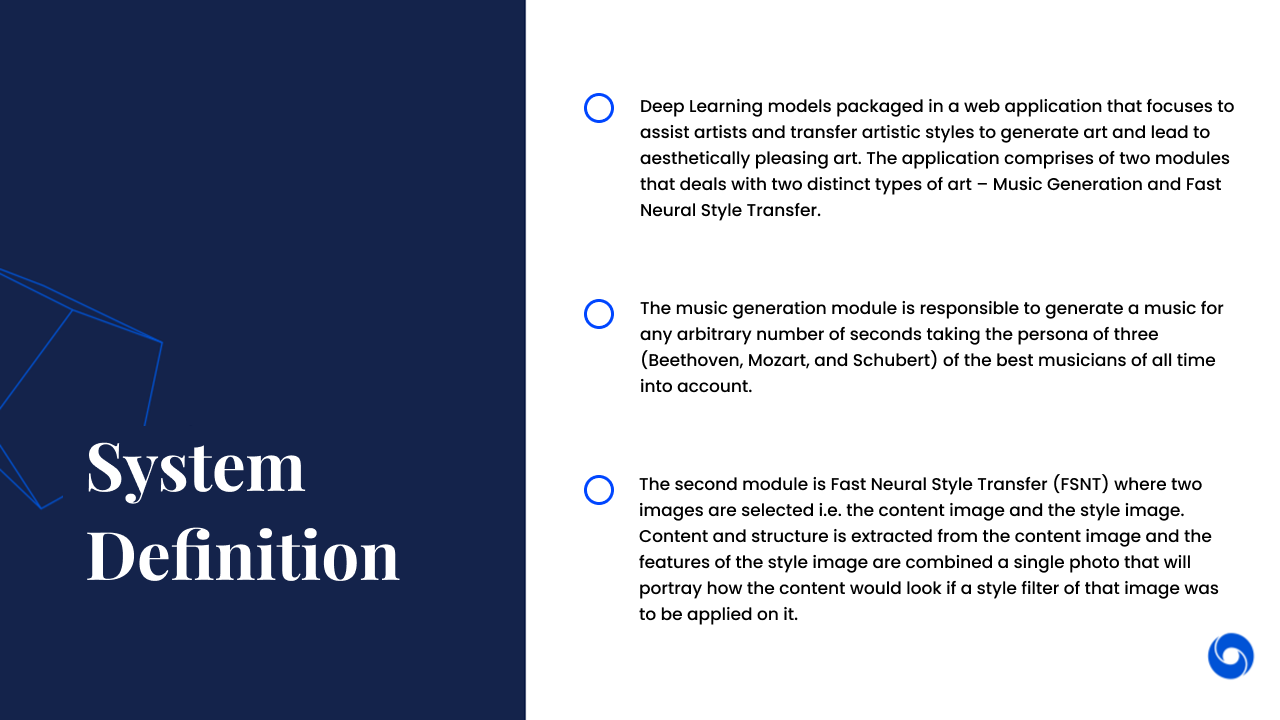 System
Definition
Deep Learning models packaged in a web application that focuses to
assist artists and transfer artistic styles to generate art and lead to
aesthetically pleasing art. The application comprises of two modules
that deals with two distinct types of art – Music Generation and Fast
Neural Style Transfer.
The music generation module is responsible to generate a music for
any arbitrary number of seconds taking the persona of three
(Beethoven, Mozart, and Schubert) of the best musicians of all time
into account.
The second module is Fast Neural Style Transfer (FSNT) where two
images are selected i.e. the content image and the style image.
Content and structure is extracted from the content image and the
features of the style image are combined a single photo that will
portray how the content would look if a style filter of that image was
to be applied on it.